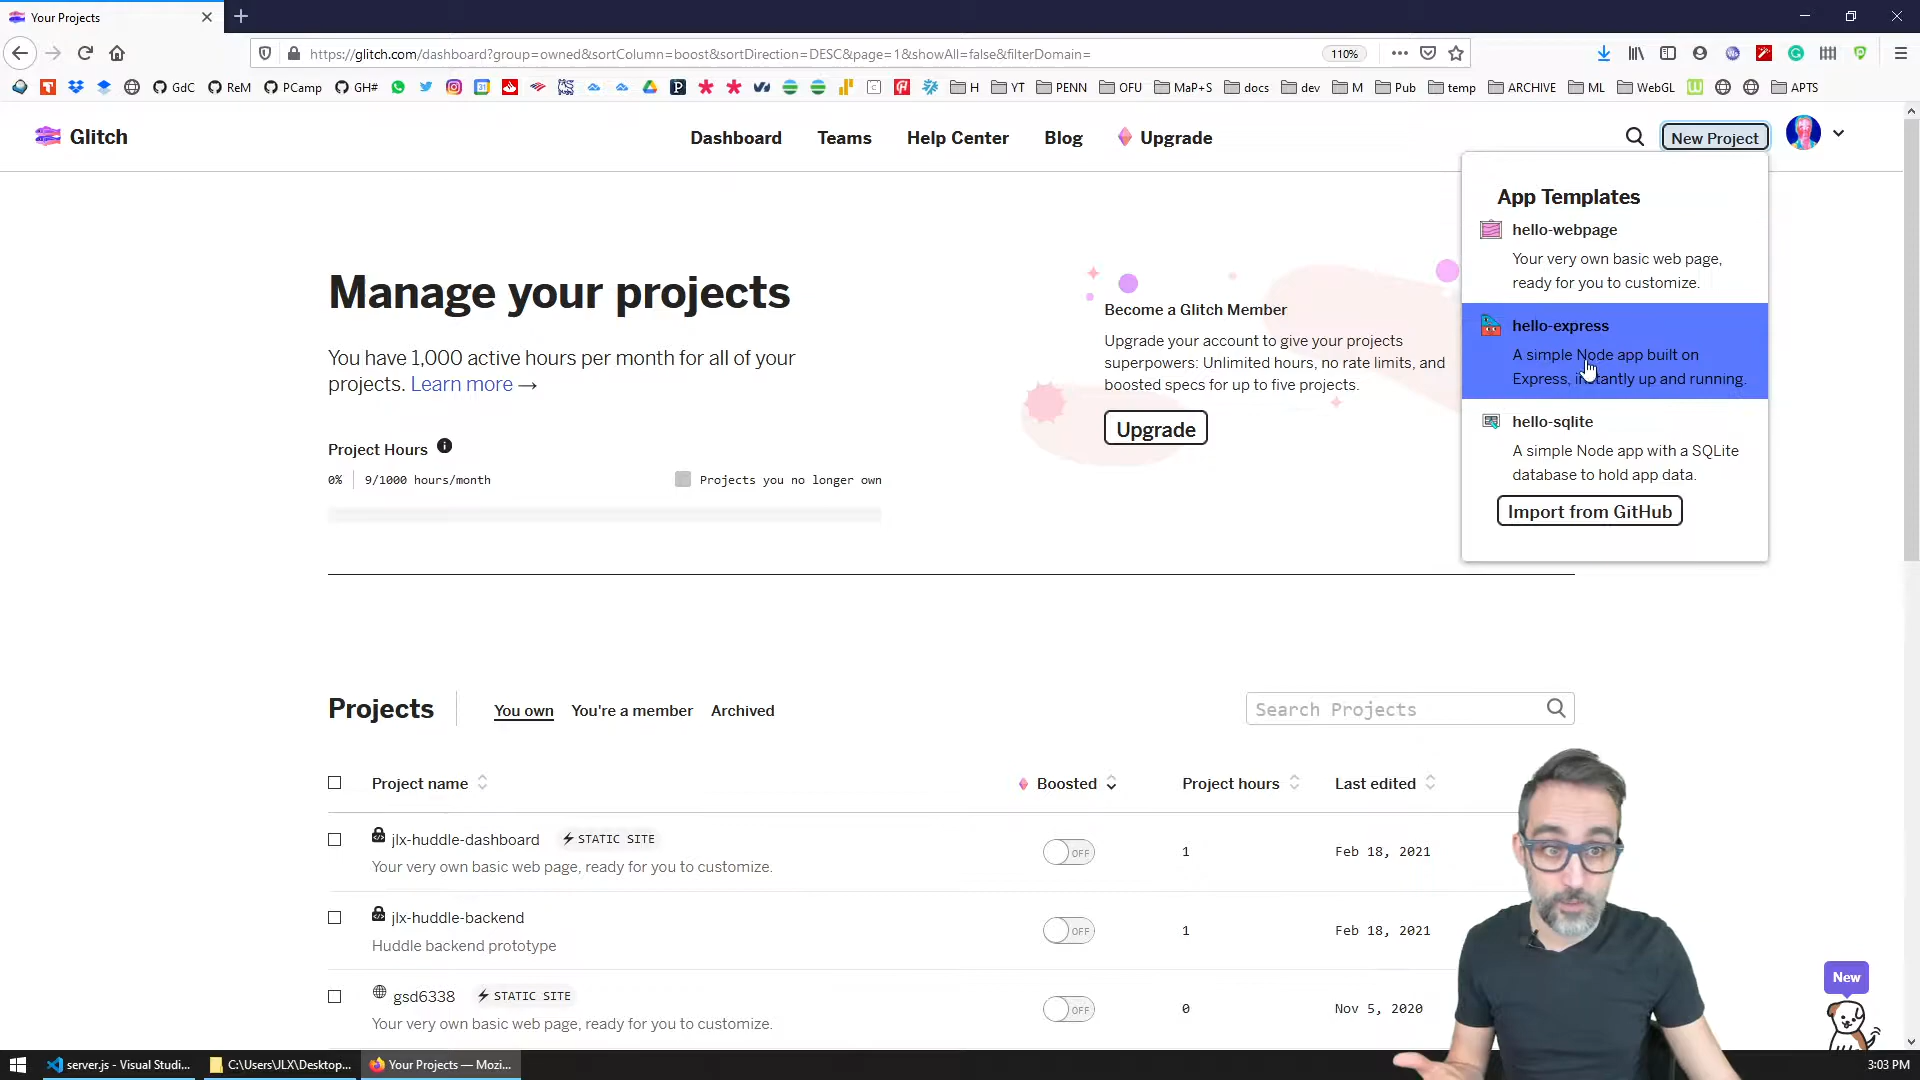 Your Projects
https://glitch.com/dashboard?group=owned&sortColumn=boost&sortDirection=DESC&page=1&showAll=false&filterDomain=
110%
GdC
ReM
PCamp
GH#
H
YT
PENN
OFU
MaP+S
docs
dev
M
Pub
temp
ARCHIVE
ML
WebGL
APTS
Glitch
Dashboard
Teams
Help Center
Blog
Upgrade
New Project
App Templates
hello-webpage
Your very own basic web page,
ready for you to customize.
hello-express
A simple Node app built on
Express, instantly up and running.
hello-sqlite
A simple Node app with a SQLite
database to hold app data.
Import from GitHub
Manage your projects
You have 1,000 active hours per month for all of your
projects. Learn more →
Project Hours
0%
9/1000 hours/month
Projects you no longer own
Become a Glitch Member
Upgrade your account to give your projects
superpowers: Unlimited hours, no rate limits, and
boosted specs for up to five projects.
Upgrade
Projects
You own
You're a member
Archived
Search Projects
Project name
Boosted
Project hours
Last edited
jlx-huddle-dashboard
STATIC SITE
Your very own basic web page, ready for you to customize.
OFF
1
Feb 18, 2021
jlx-huddle-backend
Huddle backend prototype
OFF
1
Feb 18, 2021
gsd6338
STATIC SITE
Your very own basic web page, ready for you to customize.
OFF
0
Nov 5, 2020
New
server.js - Visual Studi...
C:\Users\JLX\Desktop...
Your Projects — Mozi...
3:03 PM